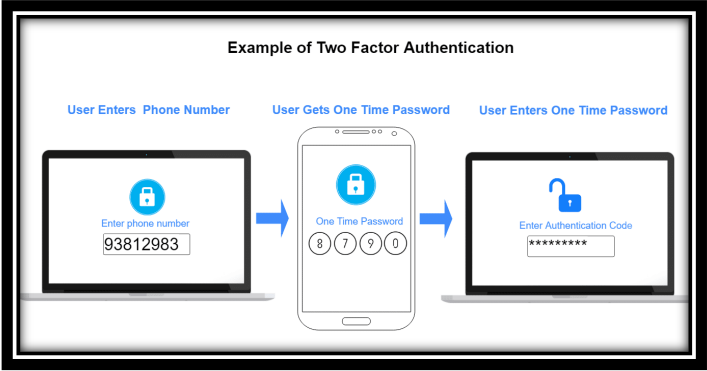 Example of Two Factor Authentication
User Enters Phone Number
User Gets One Time Password
User Enters One Time Password
Enter phone number
93812983
One Time Password
8 7 9 0
Enter Authentication Code
*********